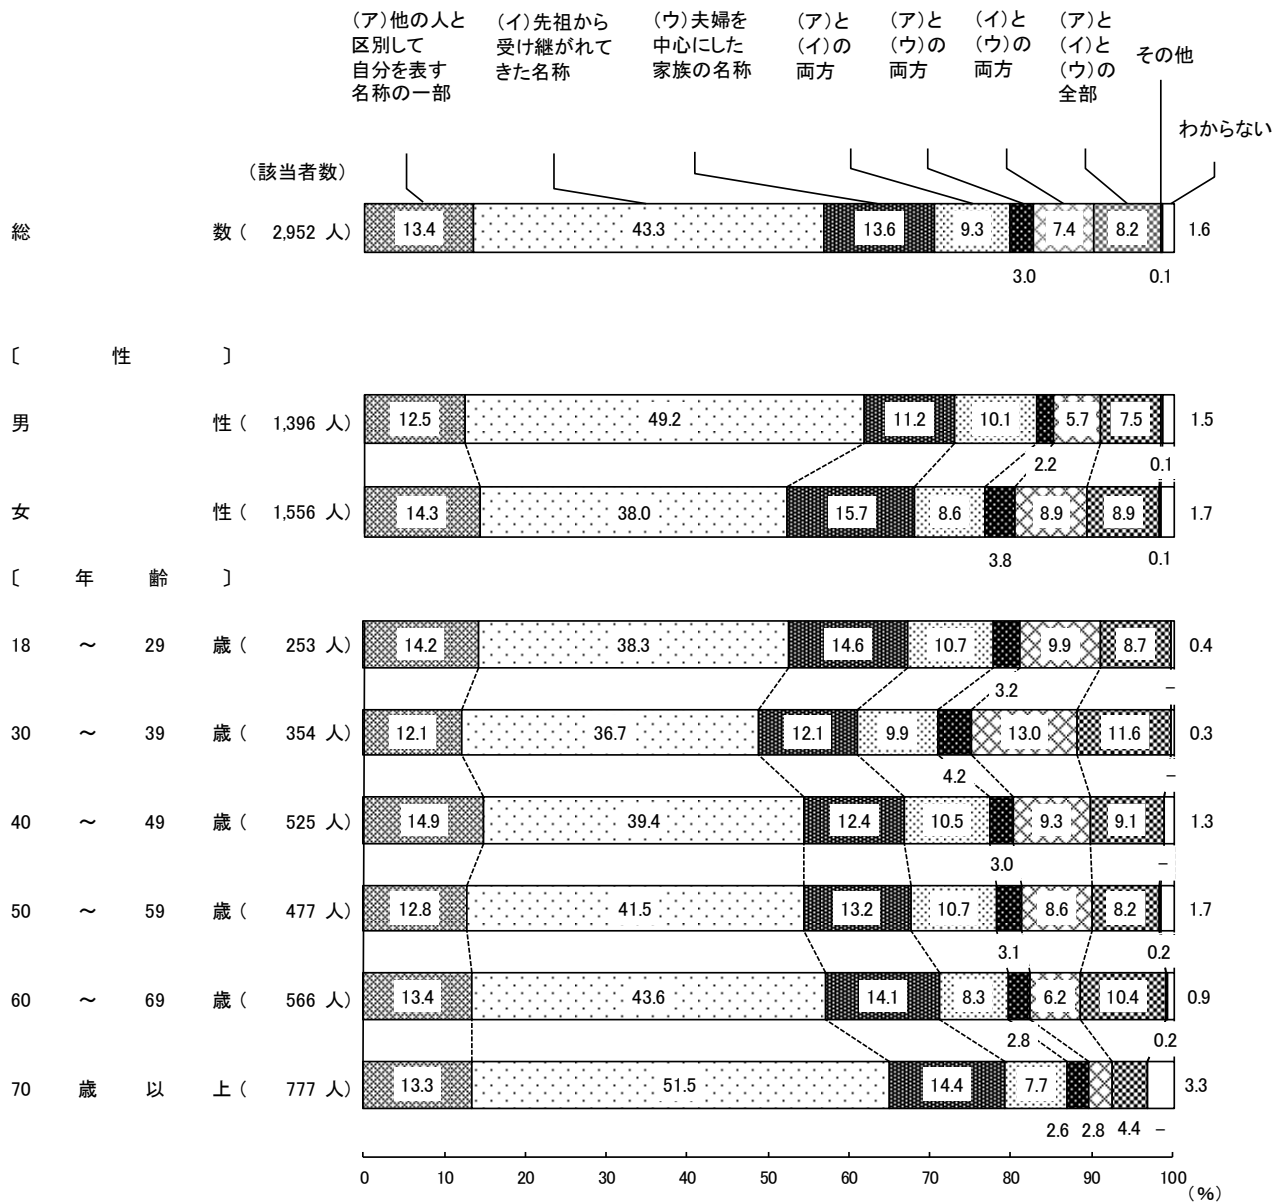 (ア)他の人と
区別して
自分を表す
名称の一部
(イ)先祖から
受け継がれて
きた名称
(ウ)夫婦を
中心にした
家族の名称
(ア)と
(イ)の
両方
(ア)と
(ウ)の
両方
(イ)と
(ウ)の
両方
(ア)と
(イ)と
(ウ)の
全部
その他
わからない
(該当者数)
総 数 ( 2,952 人) 13.4 43.3 13.6 9.3 7.4 8.2 1.6
3.0 0.1
〔 性 〕
男 性 ( 1,396 人) 12.5 49.2 11.2 10.1 5.7 7.5 1.5
2.2 0.1
女 性 ( 1,556 人) 14.3 38.0 15.7 8.6 8.9 8.9 1.7
3.8 0.1
〔 年 齢 〕
18 ～ 29 歳 ( 253 人) 14.2 38.3 14.6 10.7 9.9 8.7 0.4
3.2 −
30 ～ 39 歳 ( 354 人) 12.1 36.7 12.1 9.9 13.0 11.6 0.3
4.2 −
40 ～ 49 歳 ( 525 人) 14.9 39.4 12.4 10.5 9.3 9.1 1.3
3.0 −
50 ～ 59 歳 ( 477 人) 12.8 41.5 13.2 10.7 8.6 8.2 1.7
3.1 0.2
60 ～ 69 歳 ( 566 人) 13.4 43.6 14.1 8.3 6.2 10.4 0.9
2.8 0.2
70 歳 以 上 ( 777 人) 13.3 51.5 14.4 7.7 3.3
2.6 2.8 4.4 −
0 10 20 30 40 50 60 70 80 90 100
(%)